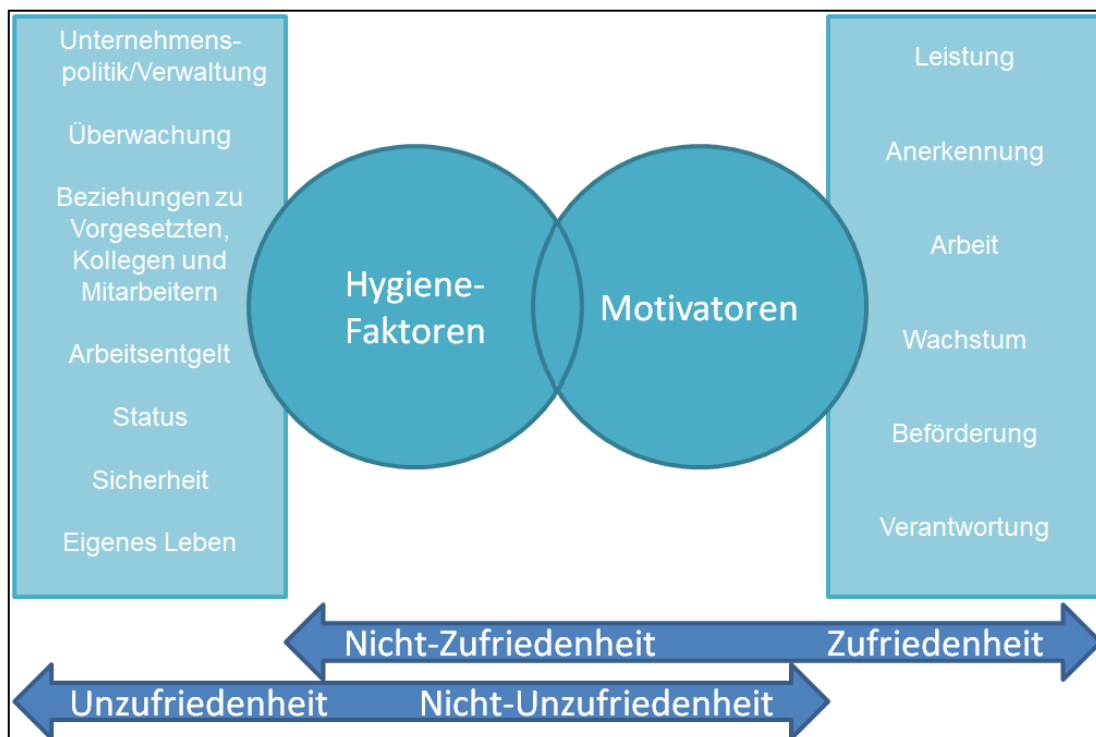 Unternehmens-
politik/Verwaltung
Überwachung
Beziehungen zu
Vorgesetzten,
Kollegen und
Mitarbeitern
Arbeitsentgelt
Status
Sicherheit
Eigenes Leben
Hygiene-
Faktoren
Motivatoren
Leistung
Anerkennung
Arbeit
Wachstum
Beförderung
Verantwortung
Nicht-Zufriedenheit Zufriedenheit
Unzufriedenheit Nicht-Unzufriedenheit